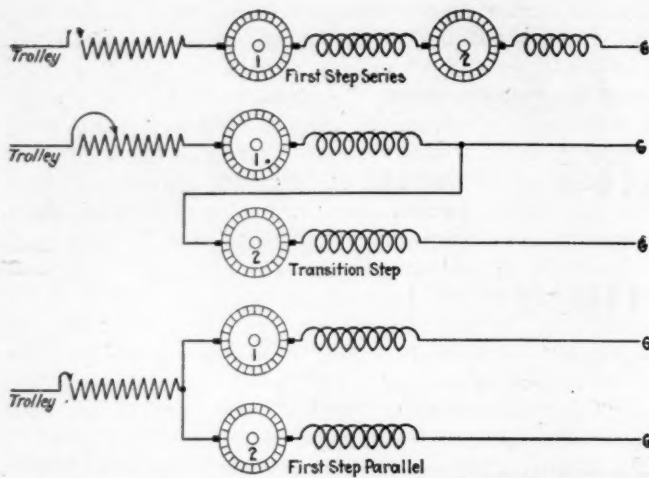 Trolley 1 2 G
First Step Series
Trolley 1. G
2 G
Transition Step
1 G
Trolley
2 G
First Step Parallel